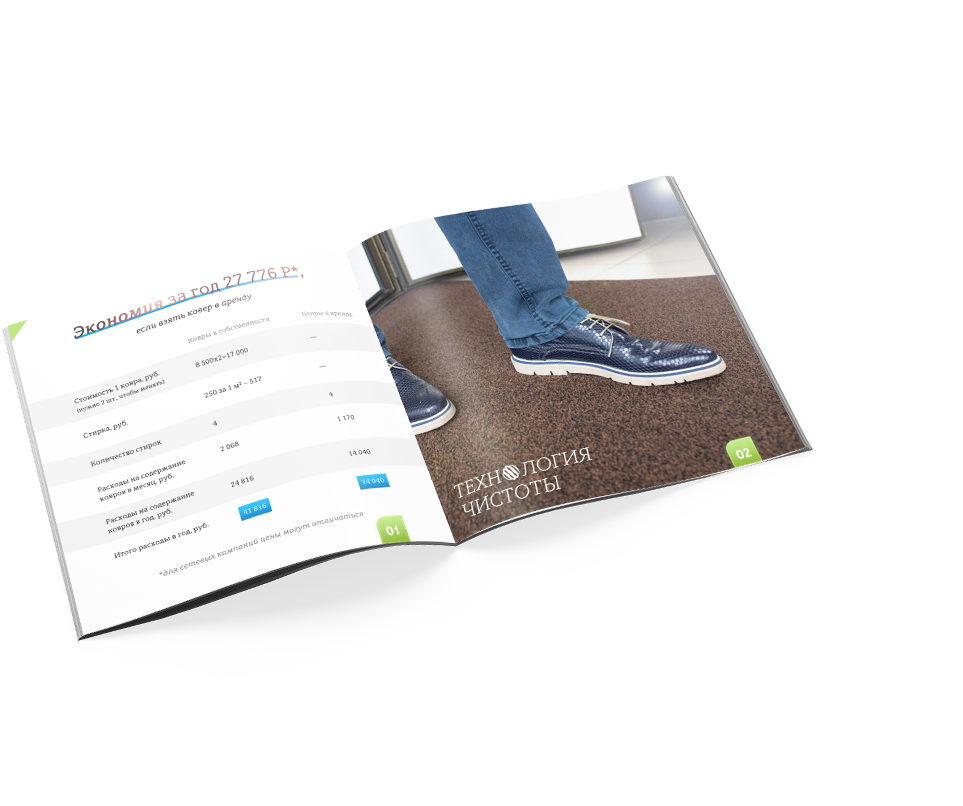 Экономия за год 27 776 Р*,
если взять ковер в аренду
Ковры в собственности
Ковры в аренде
Стоимость 1 ковра, руб.
(нужно 2 шт., чтобы менять)
8 500x2=17 000
—
Стирка, руб.
250 за 1 м² – 517
—
Количество стирок
4
4
Расходы на содержание
ковров в месяц, руб.
2 068
1 170
Расходы на содержание
ковров в год, руб.
24 816
14 040
Итого расходы в год, руб.
41 816
14 040
*для сетевых компаний цены могут отличаться
01
ТЕХНОЛОГИЯ
ЧИСТОТЫ
02